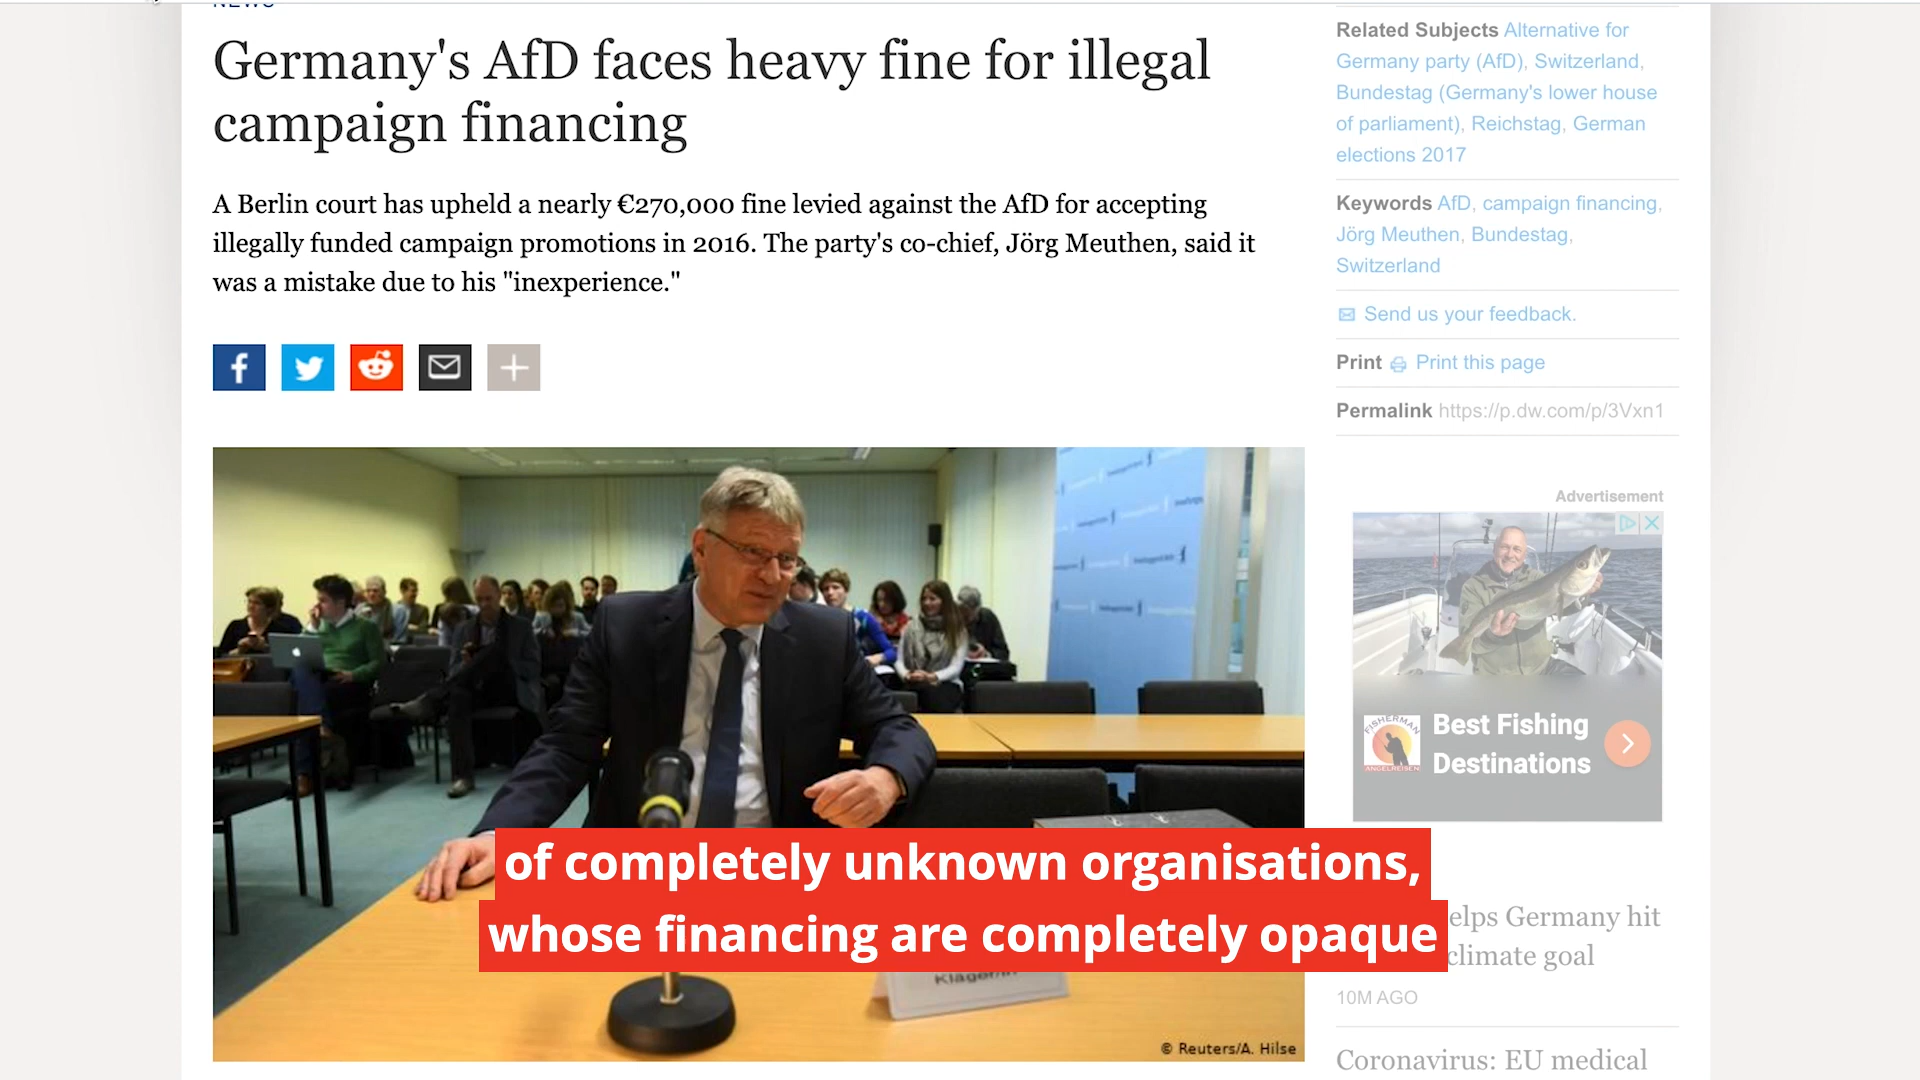 NEWS
Germany's AfD faces heavy fine for illegal
campaign financing
A Berlin court has upheld a nearly €270,000 fine levied against the AfD for accepting
illegally funded campaign promotions in 2016. The party's co-chief, Jörg Meuthen, said it
was a mistake due to his "inexperience."
© Reuters/A. Hilse
of completely unknown organisations,
whose financing are completely opaque
Related Subjects Alternative for
Germany party (AfD), Switzerland,
Bundestag (Germany's lower house
of parliament), Reichstag, German
elections 2017
Keywords AfD, campaign financing,
Jörg Meuthen, Bundestag,
Switzerland
Send us your feedback.
Print Print this page
Permalink https://p.dw.com/p/3Vxn1
Advertisement
FISHERMAN
ANGELREISEN
Best Fishing
Destinations
elps Germany hit
climate goal
10M AGO
Coronavirus: EU medical